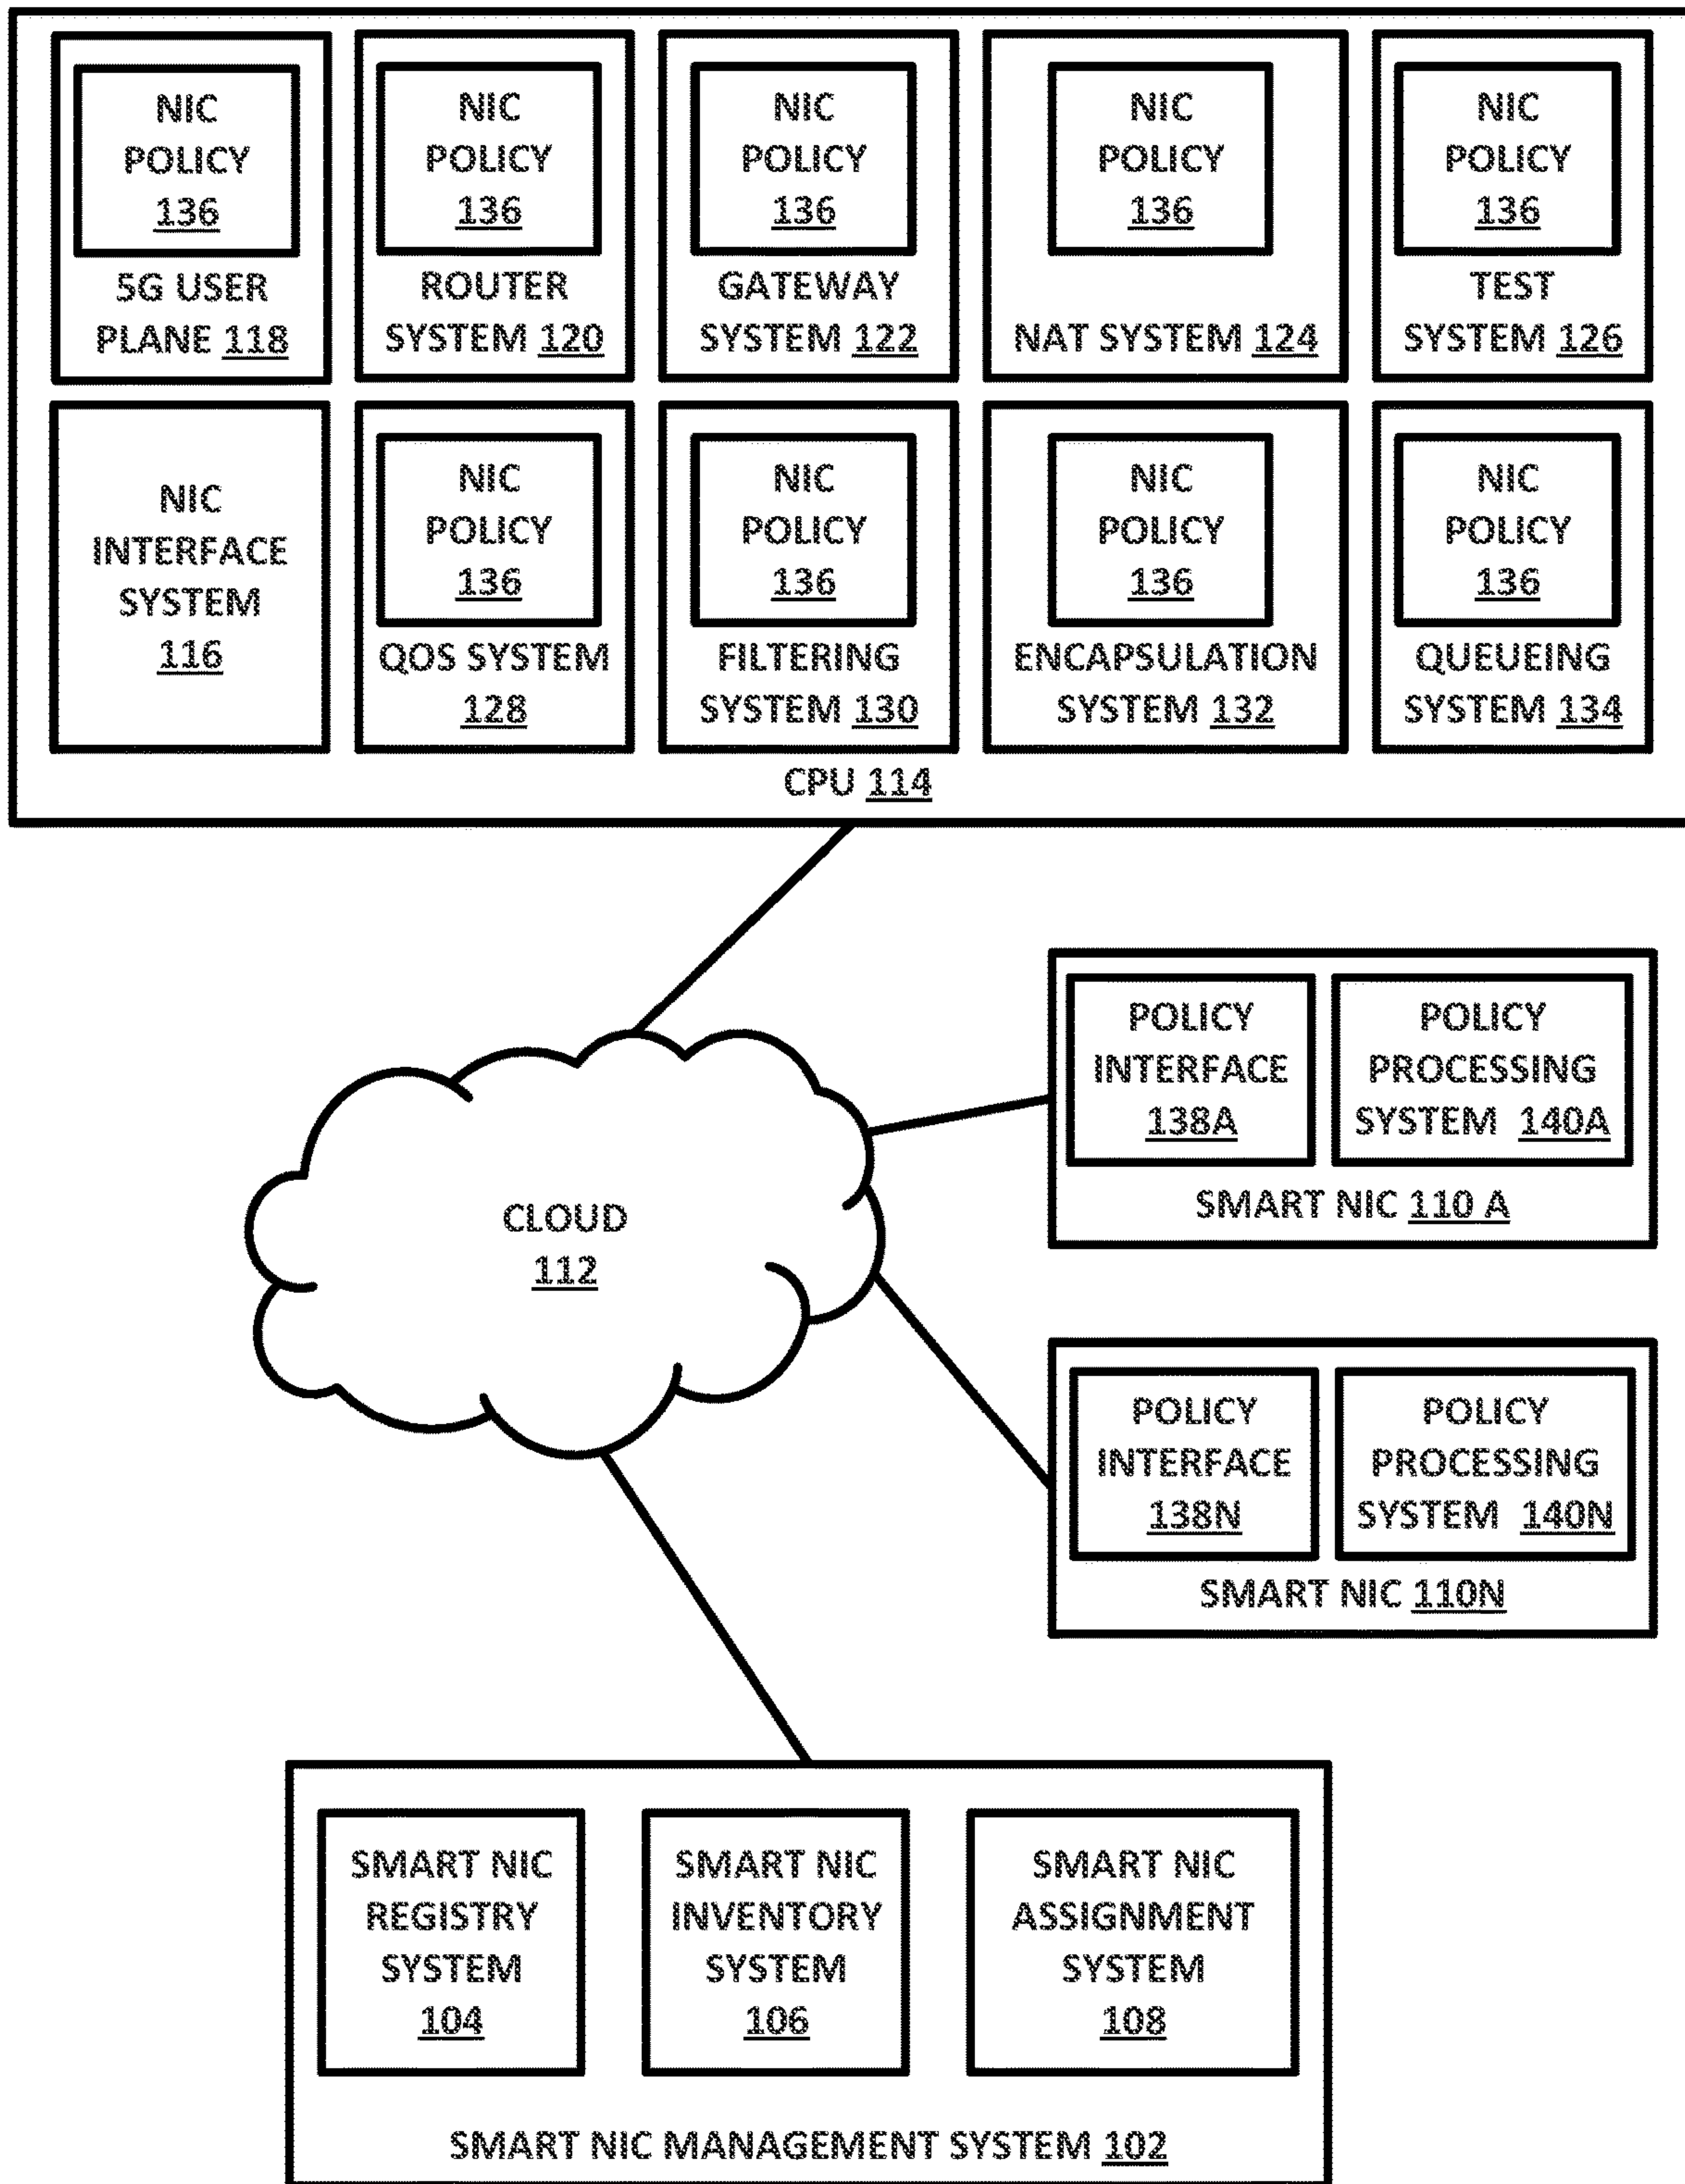 NIC
POLICY
136
5G USER
PLANE 118
NIC
POLICY
136
ROUTER
SYSTEM 120
NIC
POLICY
136
GATEWAY
SYSTEM 122
NIC
POLICY
136
NAT SYSTEM 124
NIC
POLICY
136
TEST
SYSTEM 126
NIC
INTERFACE
SYSTEM
116
NIC
POLICY
136
QOS SYSTEM
128
NIC
POLICY
136
FILTERING
SYSTEM 130
NIC
POLICY
136
ENCAPSULATION
SYSTEM 132
NIC
POLICY
136
QUEUEING
SYSTEM 134
CPU 114
POLICY
INTERFACE
138A
POLICY
PROCESSING
SYSTEM 140A
SMART NIC 110 A
CLOUD
112
POLICY
INTERFACE
138N
POLICY
PROCESSING
SYSTEM 140N
SMART NIC 110N
SMART NIC
REGISTRY
SYSTEM
104
SMART NIC
INVENTORY
SYSTEM
106
SMART NIC
ASSIGNMENT
SYSTEM
108
SMART NIC MANAGEMENT SYSTEM 102